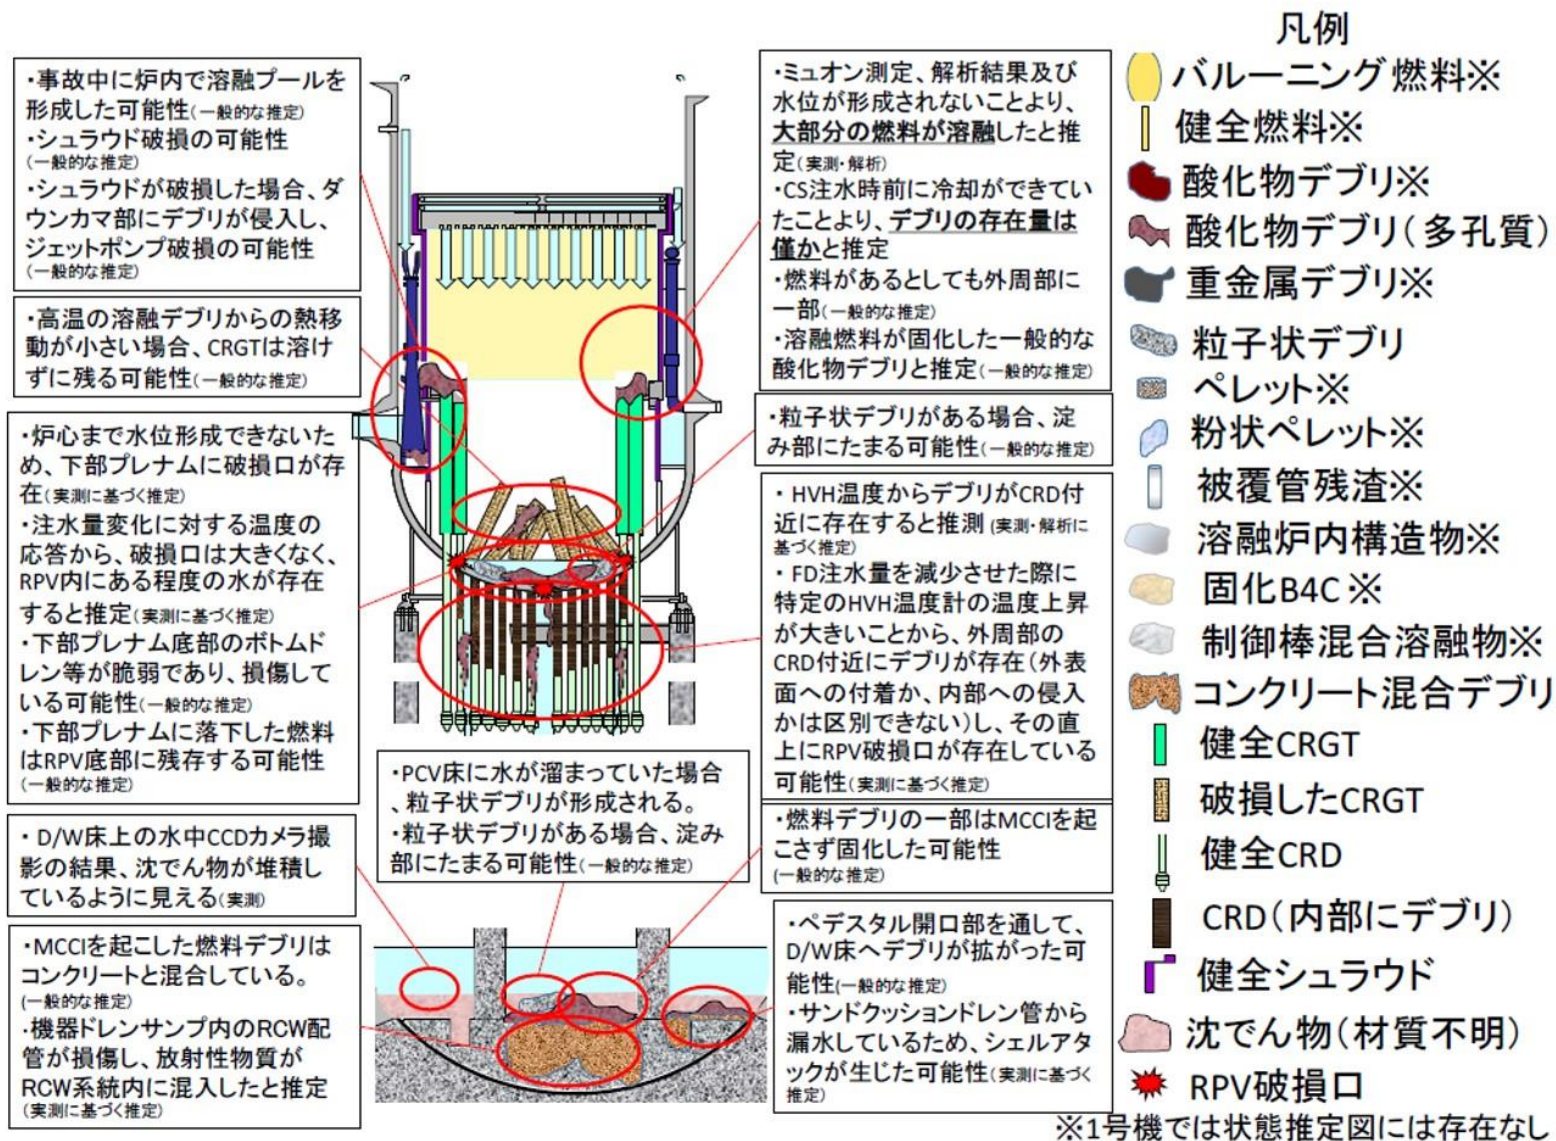 ・事故中に炉内で溶融プールを
形成した可能性(一般的な推定)
・シュラウド破損の可能性
(一般的な推定)
・シュラウドが破損した場合、ダ
ウンカマ部にデブリが侵入し、
ジェットポンプ破損の可能性
(一般的な推定)
・高温の溶融デブリからの熱移
動が小さい場合、CRGTは溶け
ずに残る可能性(一般的な推定)
・炉心まで水位形成できないた
め、下部プレナムに破損口が存
在(実測に基づく推定)
・注水量変化に対する温度の
応答から、破損口は大きくなく、
RPV内にある程度の水が存在
すると推定(実測に基づく推定)
・下部プレナム底部のボトムド
レン等が脆弱であり、損傷して
いる可能性(一般的な推定)
・下部プレナムに落下した燃料
はRPV底部に残存する可能性
(一般的な推定)
・D/W床上の水中CCDカメラ撮
影の結果、沈でん物が堆積し
ているように見える(実測)
・MCCIを起こした燃料デブリは
コンクリートと混合している。
(一般的な推定)
・機器ドレンサンプ内のRCW配
管が損傷し、放射性物質が
RCW系統内に混入したと推定
(実測に基づく推定)
・PCV床に水が溜まっていた場合
、粒子状デブリが形成される。
・粒子状デブリがある場合、淀み
部にたまる可能性(一般的な推定)
・ミュオン測定、解析結果及び
水位が形成されないことより、
大部分の燃料が溶融したと推
定(実測・解析)
・CS注水時前に冷却ができてい
たことより、デブリの存在量は
僅かと推定
・燃料があるとしても外周部に
一部(一般的な推定)
・溶融燃料が固化した一般的な
酸化物デブリと推定(一般的な推定)
・粒子状デブリがある場合、淀
み部にたまる可能性(一般的な推定)
・HVH温度からデブリがCRD付
近に存在すると推測(実測・解析に
基づく推定)
・FD注水量を減少させた際に
特定のHVH温度計の温度上昇
が大きいことから、外周部の
CRD付近にデブリが存在(外表
面への付着か、内部への侵入
かは区別できない)し、その直
上にRPV破損口が存在している
可能性(実測に基づく推定)
・燃料デブリの一部はMCCIを起
こさず固化した可能性
(一般的な推定)
・ペデスタル開口部を通して、
D/W床へデブリが拡がった可
能性(一般的な推定)
・サンドクッションドレン管から
漏水しているため、シェルアタ
ックが生じた可能性(実測に基づく
推定)
凡例
バルーニング燃料※
健全燃料※
酸化物デブリ※
酸化物デブリ(多孔質)
重金属デブリ※
粒子状デブリ
ペレット※
粉状ペレット※
被覆管残渣※
溶融炉内構造物※
固化B4C※
制御棒混合溶融物※
コンクリート混合デブリ
健全CRGT
破損したCRGT
健全CRD
CRD(内部にデブリ)
健全シュラウド
沈でん物(材質不明)
RPV破損口
※1号機では状態推定図には存在なし